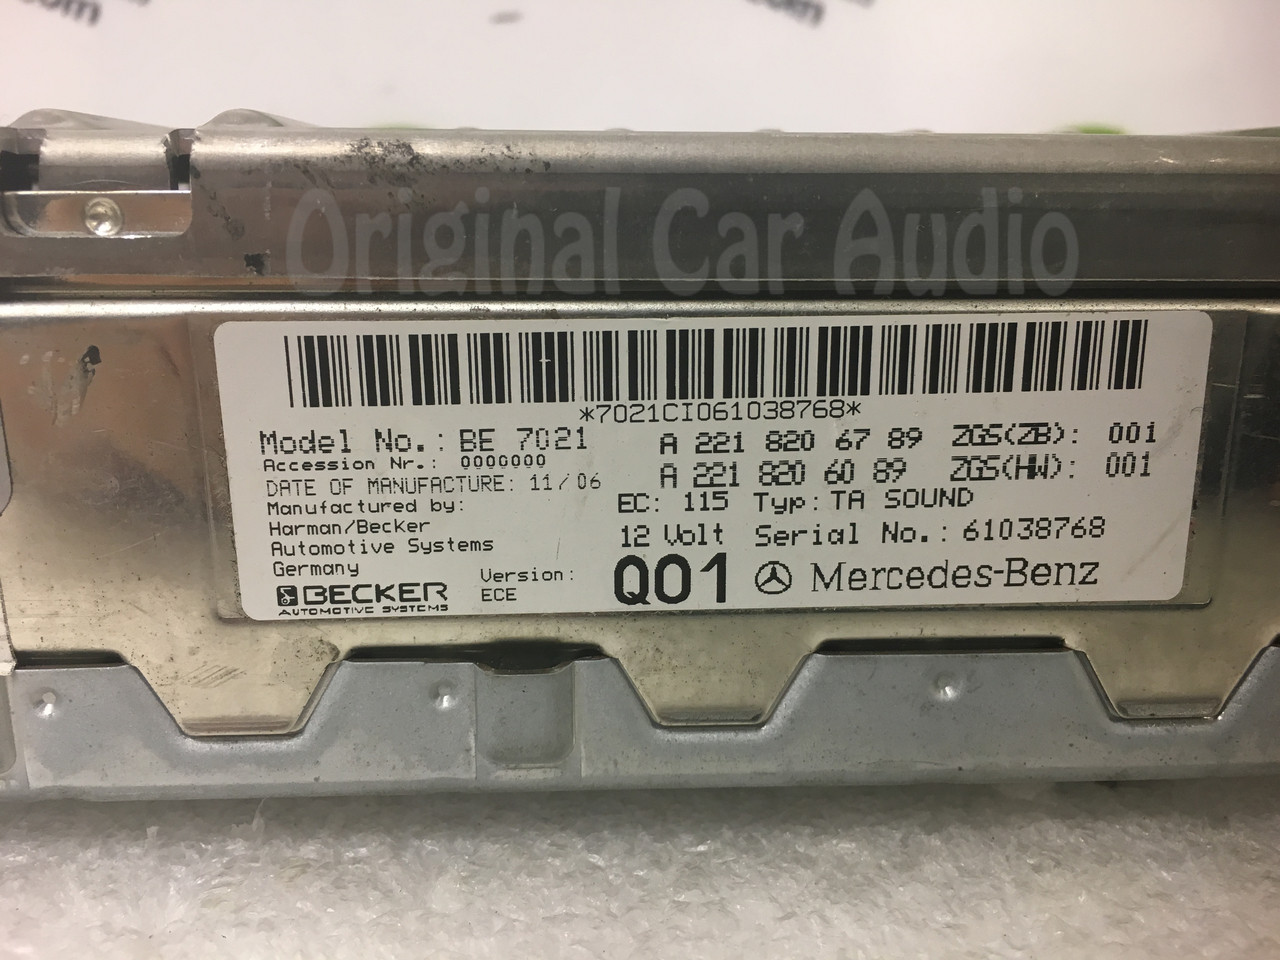 Original Car Audio
*7021CI061038768*
Model No.: BE 7021
Accession Nr.: 0000000
DATE OF MANUFACTURE: 11/06
Manufactured by:
Harman/Becker
Automotive Systems
Germany
BECKER
AUTOMOTIVE SYSTEMS
Version:
ECE
A 221 820 67 89 ZGS(ZB): 001
A 221 820 60 89 ZGS(HW): 001
EC: 115 Typ: TA SOUND
12 Volt Serial No.: 61038768
Q01 Mercedes-Benz